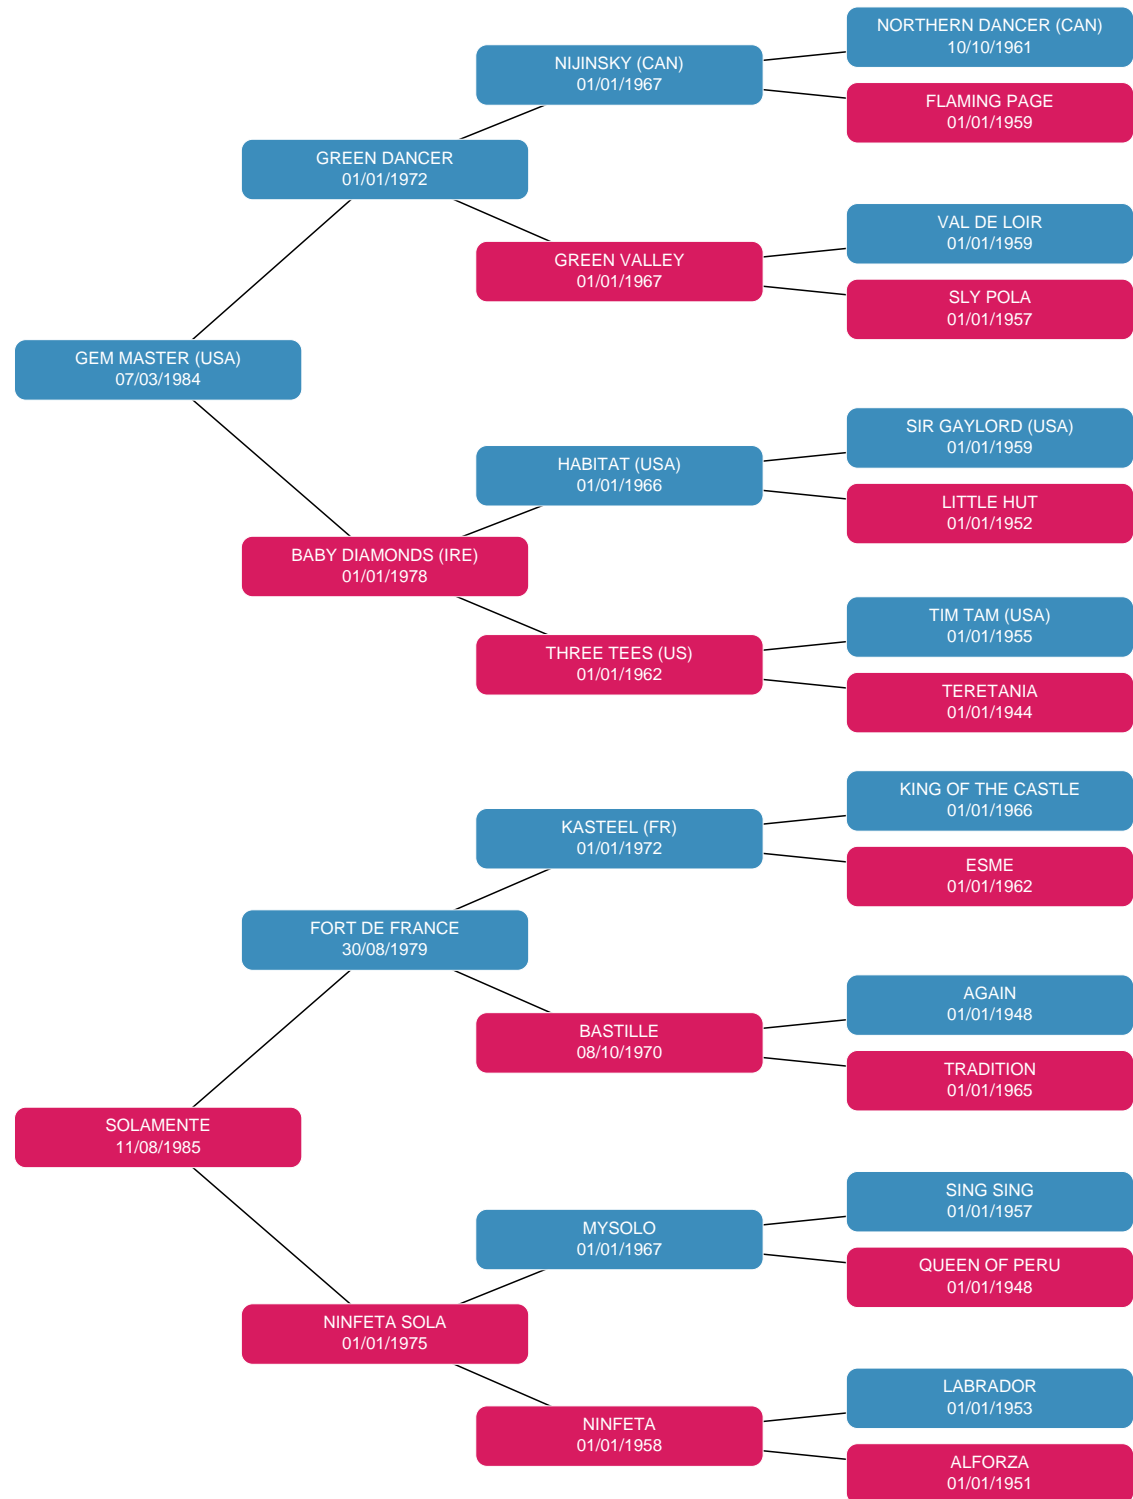 NORTHERN DANCER (CAN)
10/10/1961
NIJINSKY (CAN)
01/01/1967
FLAMING PAGE
01/01/1959
GREEN DANCER
01/01/1972
VAL DE LOIR
01/01/1959
GREEN VALLEY
01/01/1967
SLY POLA
01/01/1957
GEM MASTER (USA)
07/03/1984
SIR GAYLORD (USA)
01/01/1959
HABITAT (USA)
01/01/1966
LITTLE HUT
01/01/1952
BABY DIAMONDS (IRE)
01/01/1978
TIM TAM (USA)
01/01/1955
THREE TEES (US)
01/01/1962
TERETANIA
01/01/1944
KING OF THE CASTLE
01/01/1966
KASTEEL (FR)
01/01/1972
ESME
01/01/1962
FORT DE FRANCE
30/08/1979
AGAIN
01/01/1948
BASTILLE
08/10/1970
TRADITION
01/01/1965
SOLAMENTE
11/08/1985
SING SING
01/01/1957
MYSOLO
01/01/1967
QUEEN OF PERU
01/01/1948
NINFETA SOLA
01/01/1975
LABRADOR
01/01/1953
NINFETA
01/01/1958
ALFORZA
01/01/1951